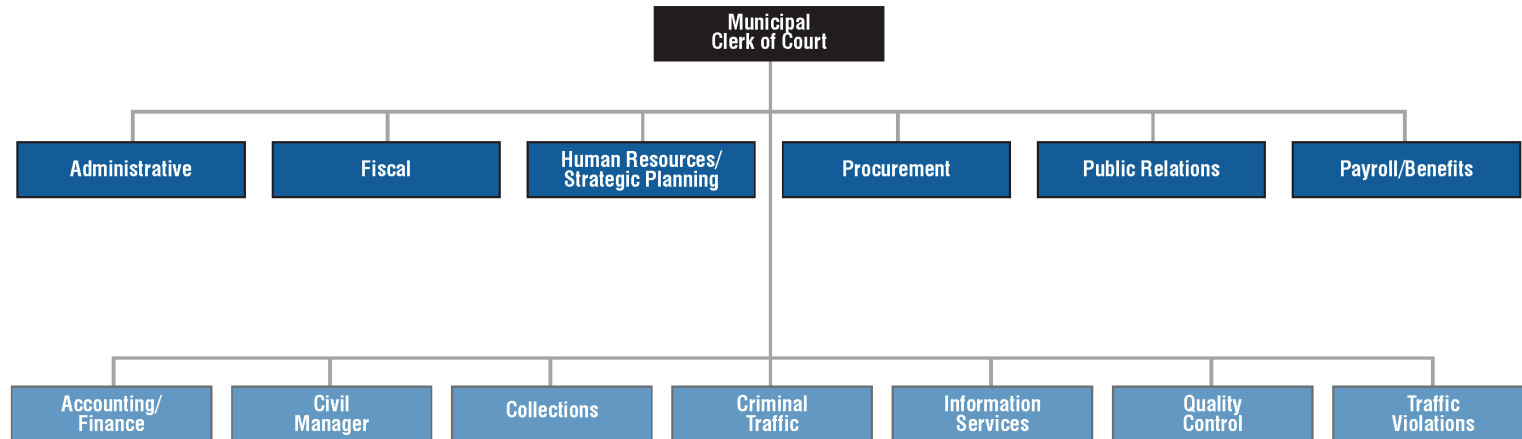 Municipal
Clerk of Court
Administrative
Fiscal
Human Resources/
Strategic Planning
Procurement
Public Relations
Payroll/Benefits
Accounting/
Finance
Civil
Manager
Collections
Criminal
Traffic
Information
Services
Quality
Control
Traffic
Violations